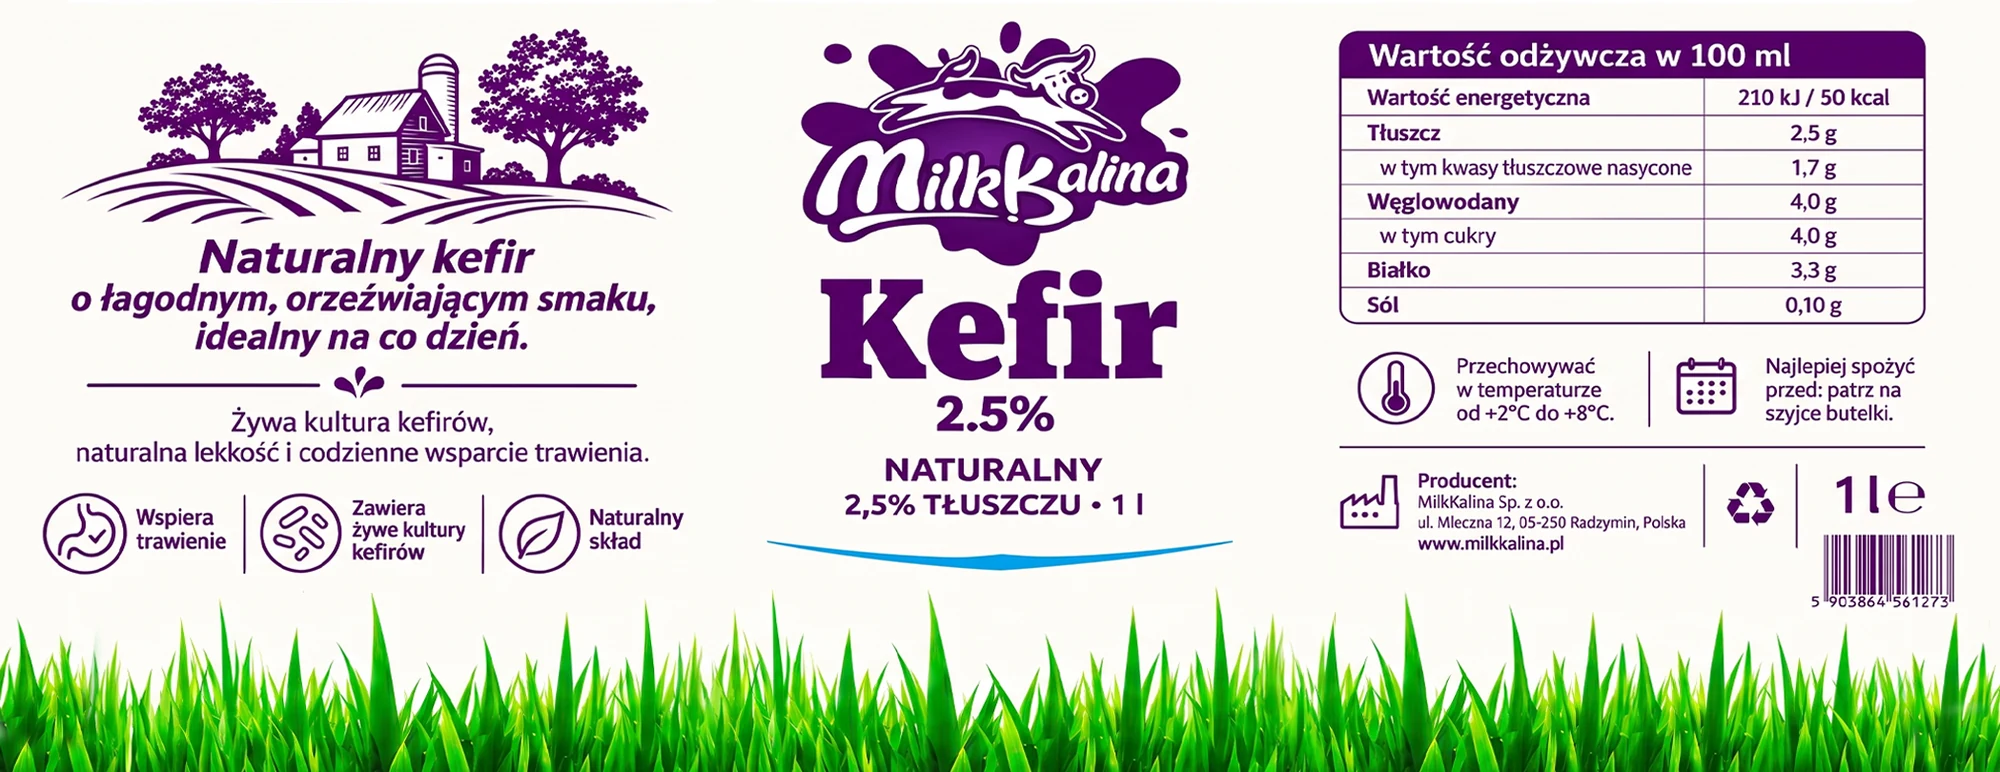 Naturalny kefir
o łagodnym, orzeźwiającym smaku,
idealny na co dzień.
Żywa kultura kefirów,
naturalna lekkość i codzienne wsparcie trawienia.
Wspiera
trawienie
Zawiera
żywe kultury
kefirów
Naturalny
skład
MilkKalina
Kefir
2.5%
NATURALNY
2,5% TŁUSZCZU • 1 l
Wartość odżywcza w 100 ml
Wartość energetyczna 210 kJ / 50 kcal
Tłuszcz 2,5 g
w tym kwasy tłuszczowe nasycone 1,7 g
Węglowodany 4,0 g
w tym cukry 4,0 g
Białko 3,3 g
Sól 0,10 g
Przechowywać
w temperaturze
od +2°C do +8°C.
Najlepiej spożyć
przed: patrz na
szyjce butelki.
Producent:
MilkKalina Sp. z o.o.
ul. Mleczna 12, 05-250 Radzymin, Polska
www.milkkalina.pl
1 l e
5 903864 561273